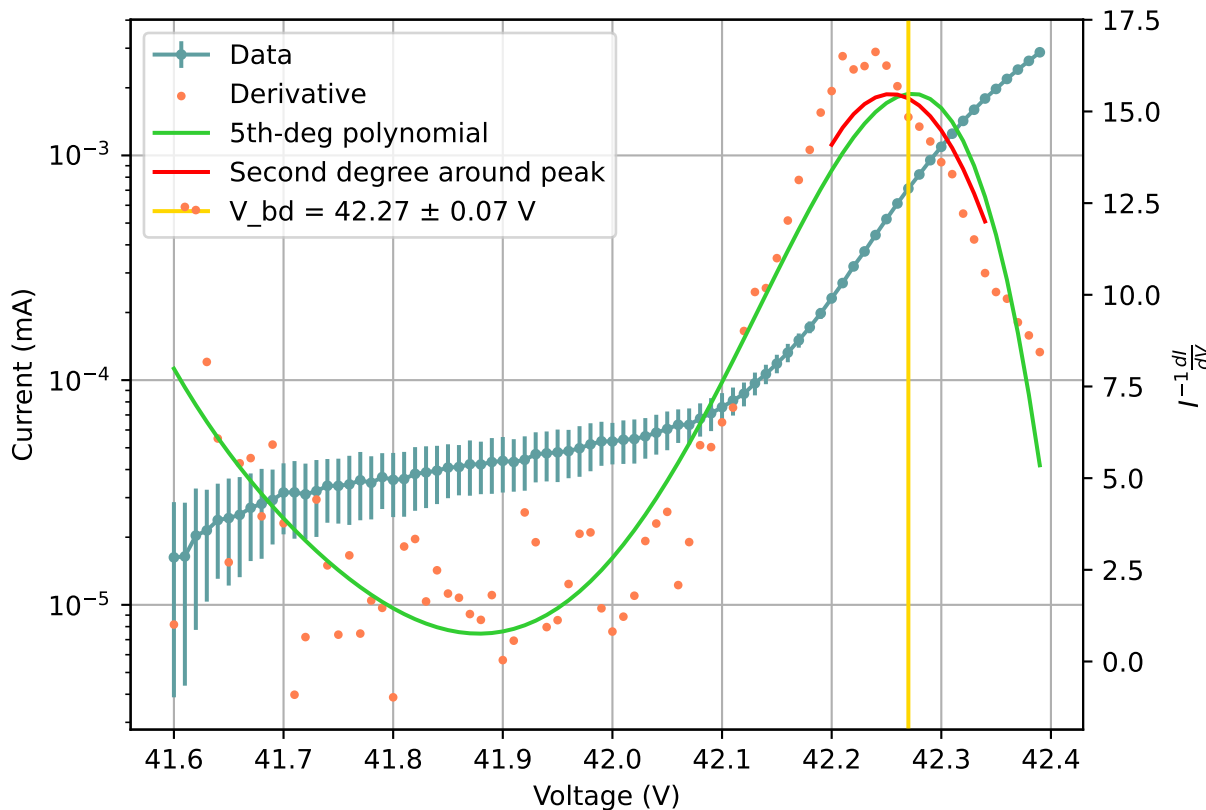 Data
Derivative
5th-deg polynomial
Second degree around peak
V_bd = 42.27 ± 0.07 V
Current (mA)
10⁻³
10⁻⁴
10⁻⁵
17.5
15.0
12.5
10.0
7.5
5.0
2.5
0.0
I⁻¹ dI/dV
41.6 41.7 41.8 41.9 42.0 42.1 42.2 42.3 42.4
Voltage (V)